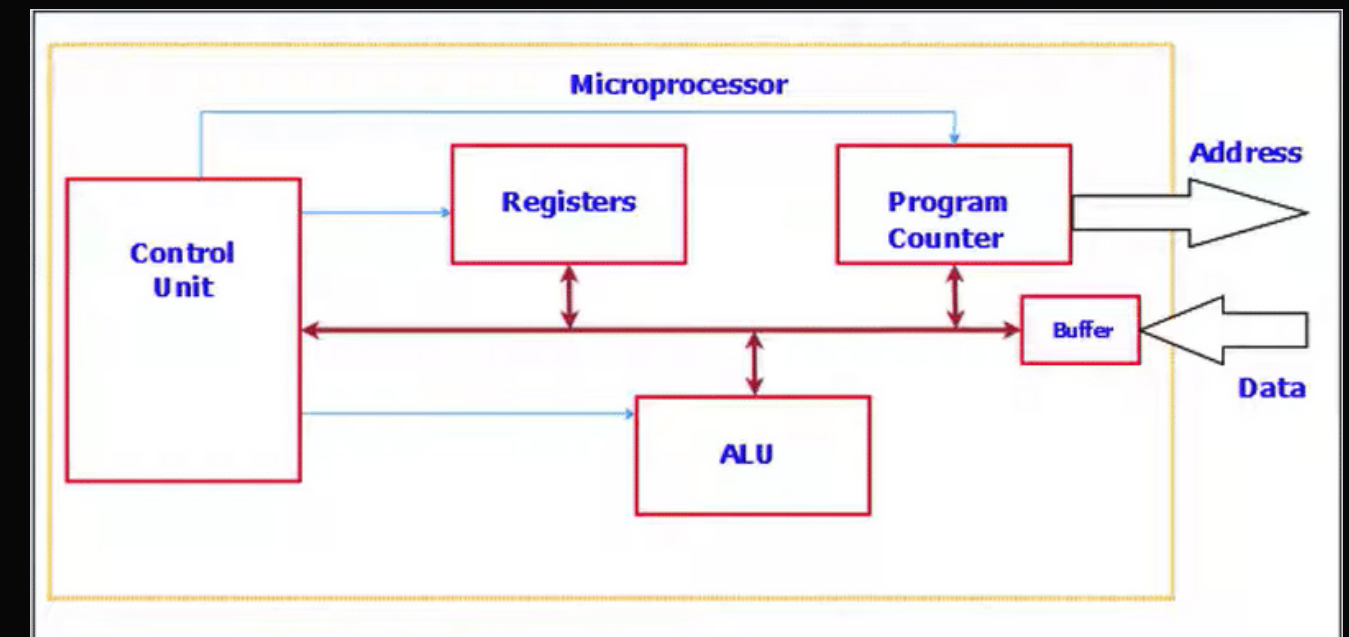 Microprocessor
Address
Registers
Program
Counter
Control
Unit
Buffer
Data
ALU